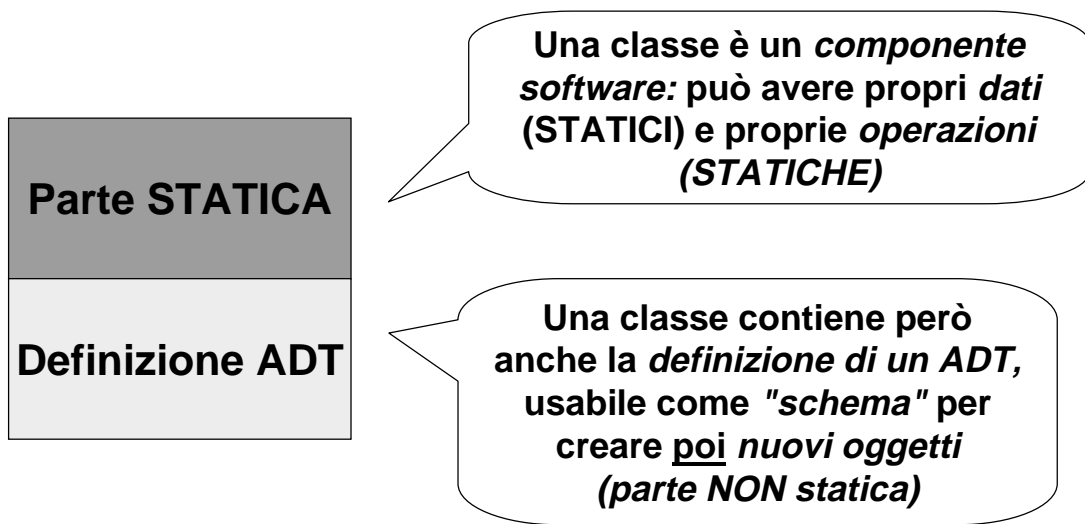 Una classe è un componente
software: può avere propri dati
(STATICI) e proprie operazioni
(STATICHE)
Parte STATICA
Definizione ADT
Una classe contiene però
anche la definizione di un ADT,
usabile come "schema" per
creare poi nuovi oggetti
(parte NON statica)